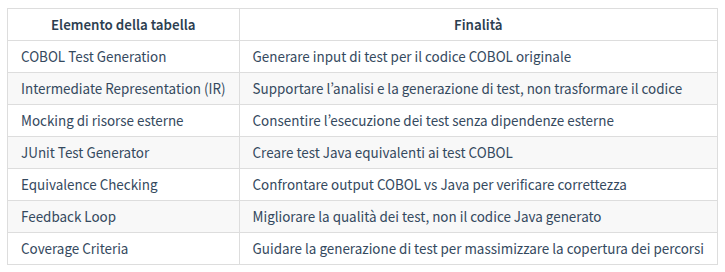 Elemento della tabella Finalità
COBOL Test Generation Generare input di test per il codice COBOL originale
Intermediate Representation (IR) Supportare l'analisi e la generazione di test, non trasformare il codice
Mocking di risorse esterne Consentire l'esecuzione dei test senza dipendenze esterne
JUnit Test Generator Creare test Java equivalenti ai test COBOL
Equivalence Checking Confrontare output COBOL vs Java per verificare correttezza
Feedback Loop Migliorare la qualità dei test, non il codice Java generato
Coverage Criteria Guidare la generazione di test per massimizzare la copertura dei percorsi